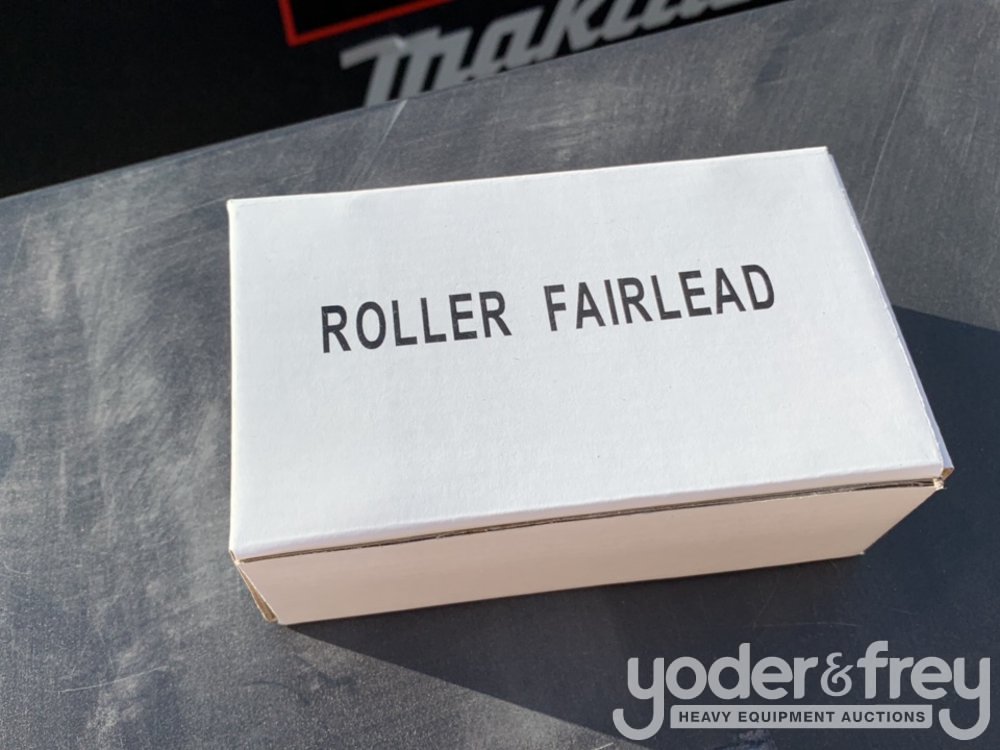 Makita
ROLLER FAIRLEAD
yoder&frey
HEAVY EQUIPMENT AUCTIONS